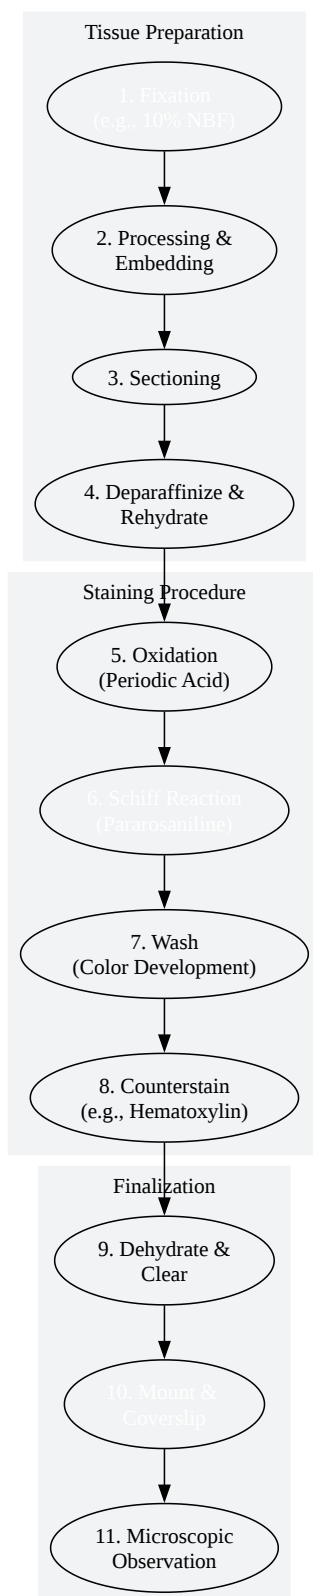 Tissue Preparation
1. Fixation
(e.g., 10% NBF)
2. Processing &
Embedding
3. Sectioning
4. Deparaffinize &
Rehydrate
Staining Procedure
5. Oxidation
(Periodic Acid)
6. Schiff Reaction
(Pararosaniline)
7. Wash
(Color Development)
8. Counterstain
(e.g., Hematoxylin)
Finalization
9. Dehydrate &
Clear
10. Mount &
Coverslip
11. Microscopic
Observation